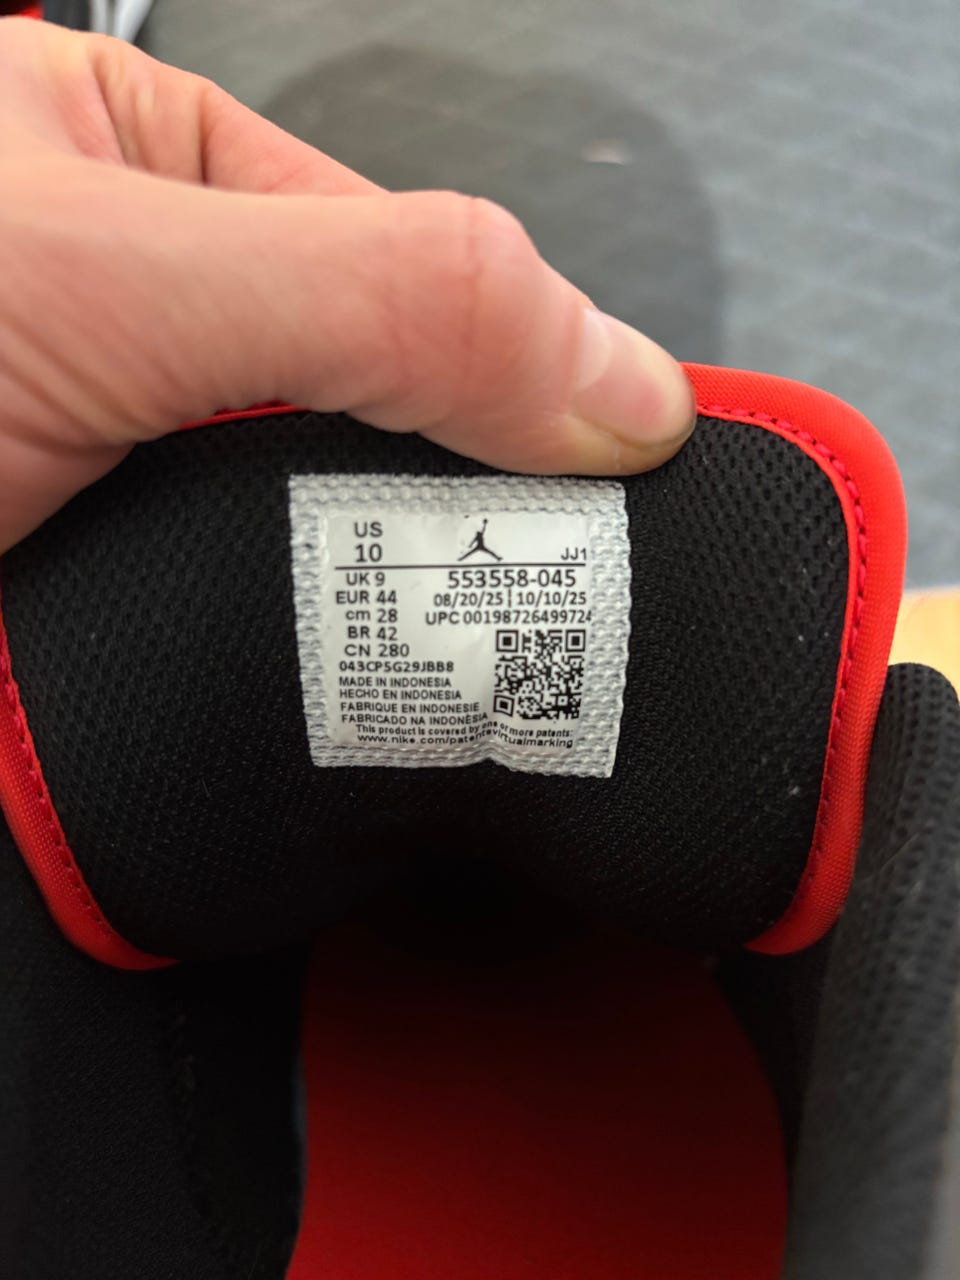 US
10
JJ1
UK 9
553558-045
EUR 44
08/20/25 | 10/10/25
cm 28
UPC 00198726499724
BR 42
CN 280
043CP5G29JBB8
MADE IN INDONESIA
HECHO EN INDONESIA
FABRIQUE EN INDONESIE
FABRICADO NA INDONÉSIA
This product is covered by one or more patents:
www.nike.com/patentsvirtualmarking